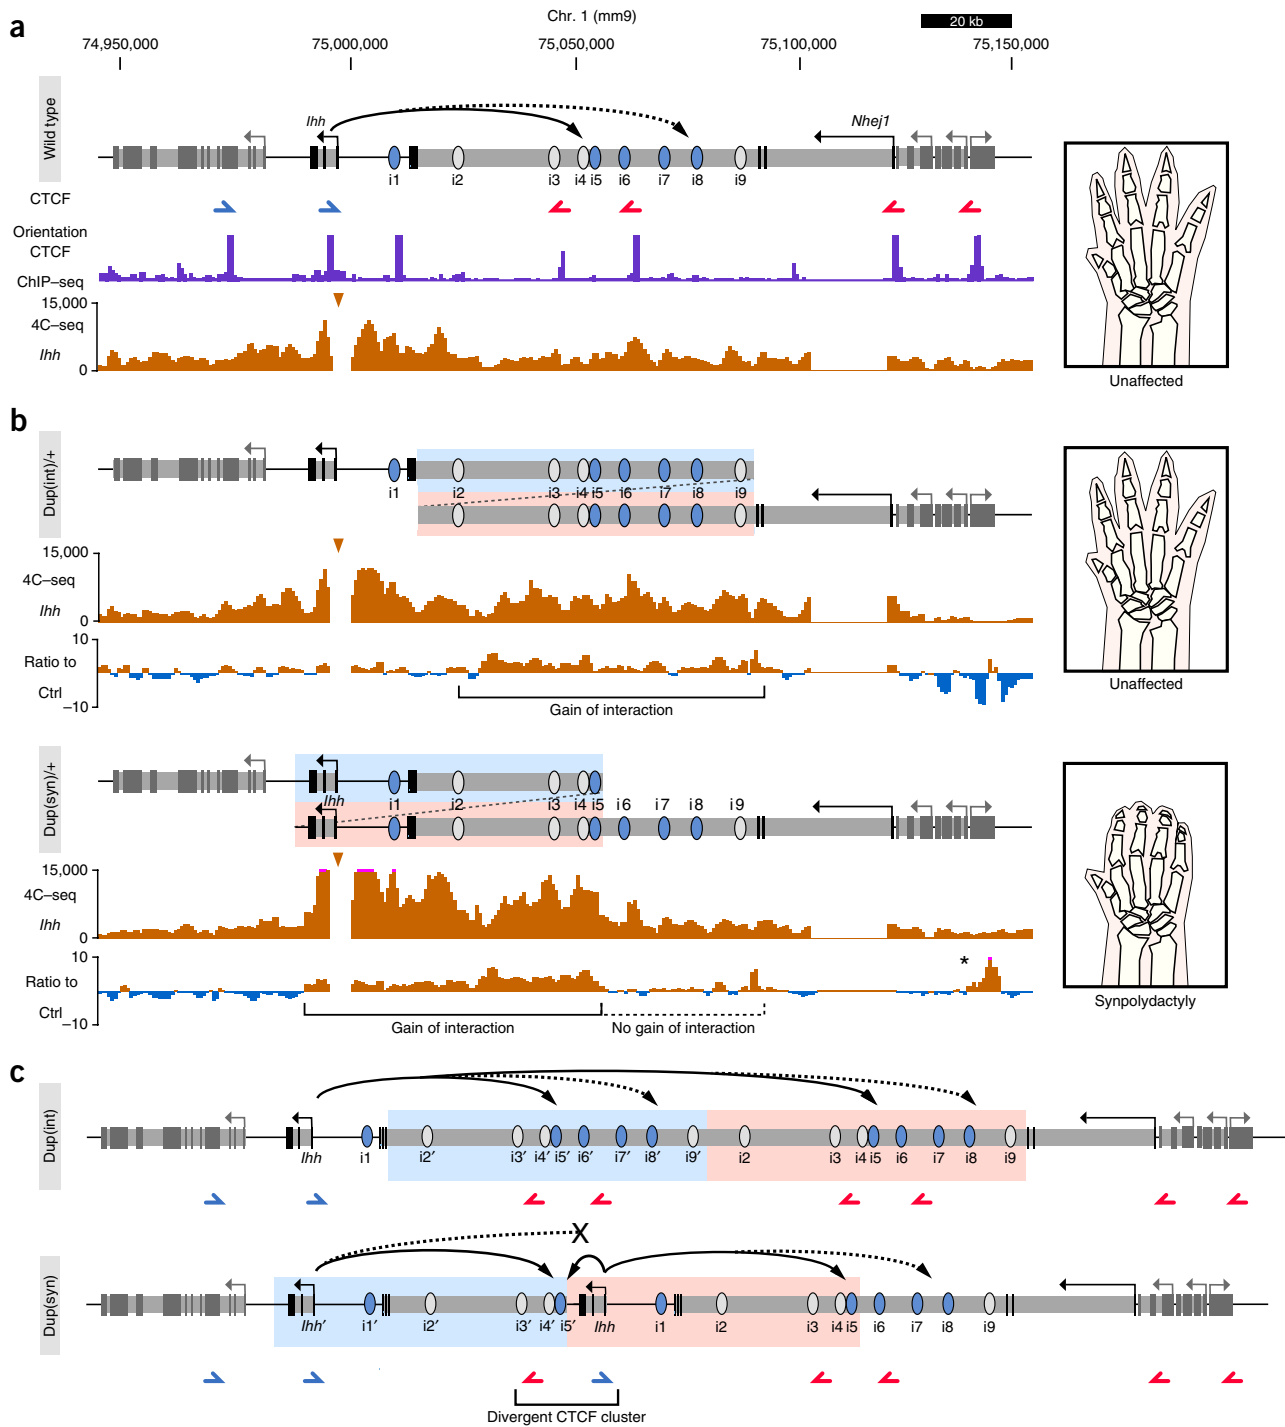 a
Chr. 1 (mm9)
20 kb
74,950,000
75,000,000
75,050,000
75,100,000
75,150,000
Wild type
Ihh
Nhej1
i1
i2
i3
i4
i5
i6
i7
i8
i9
CTCF
Orientation
CTCF
ChIP–seq
15,000
4C–seq
Ihh
0
Unaffected
b
Dup(int)/+
i1
i2
i3
i4
i5
i6
i7
i8
i9
15,000
4C–seq
Ihh
0
10
Ratio to
Ctrl
–10
Gain of interaction
Unaffected
Dup(syn)/+
Ihh
i1
i2
i3
i4
i5
i6
i7
i8
i9
15,000
4C–seq
Ihh
0
10
Ratio to
Ctrl
–10
*
Gain of interaction
No gain of interaction
Synpolydactyly
c
Dup(int)
Ihh
i1
i2′
i3′
i4′
i5′
i6′
i7′
i8′
i9′
i2
i3
i4
i5
i6
i7
i8
i9
X
Dup(syn)
Ihh′
i1′
i2′
i3′
i4′
i5′
Ihh
i1
i2
i3
i4
i5
i6
i7
i8
i9
Divergent CTCF cluster